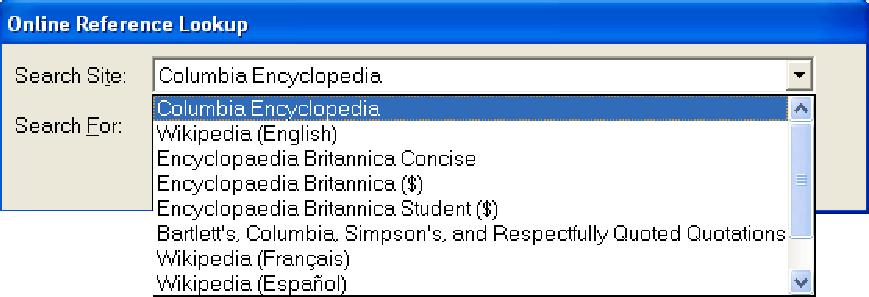 Online Reference Lookup
Search Site: Columbia Encyclopedia
Columbia Encyclopedia
Search For:
Wikipedia (English)
Encyclopaedia Britannica Concise
Encyclopaedia Britannica ($)
Encyclopaedia Britannica Student ($)
Bartlett's, Columbia, Simpson's, and Respectfully Quoted Quotations
Wikipedia (Français)
Wikipedia (Español)